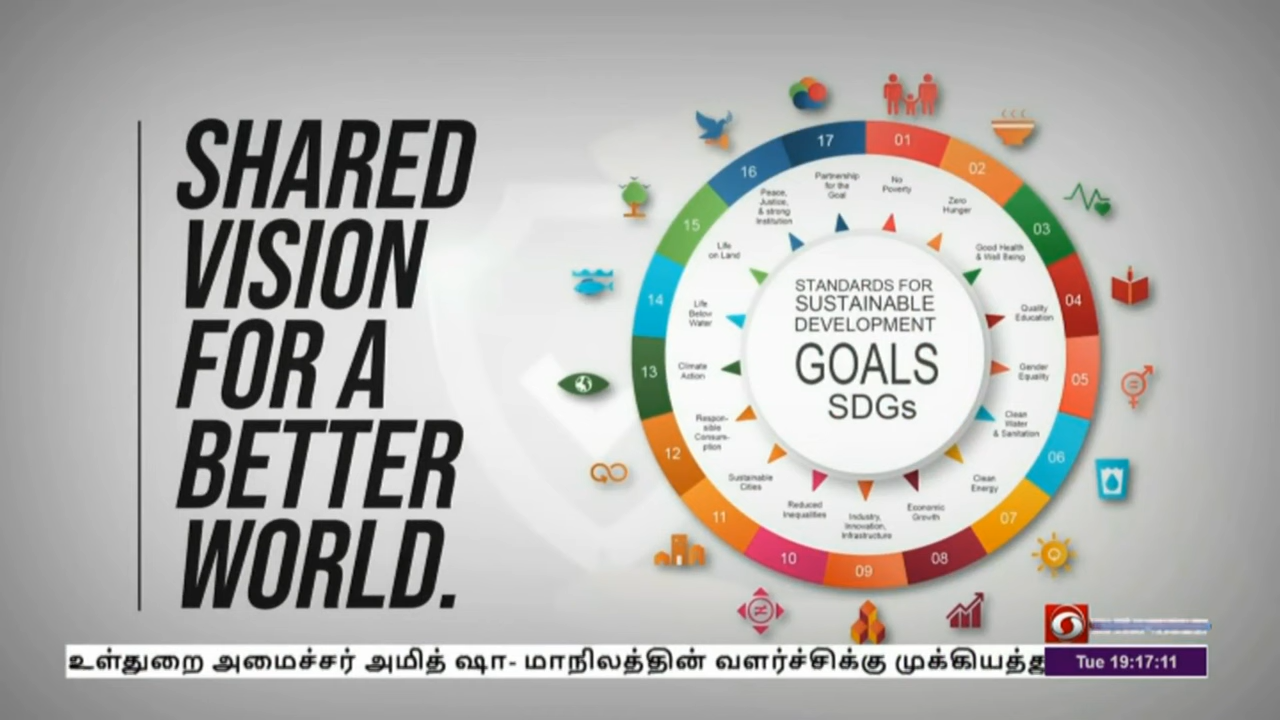 SHARED
VISION
FOR A
BETTER
WORLD.
STANDARDS FOR
SUSTAINABLE
DEVELOPMENT
GOALS
SDGs
01
No
Poverty
02
Zero
Hunger
03
Good Health
& Well Being
04
Quality
Education
05
Gender
Equality
06
Clean
Water
& Sanitation
07
Clean
Energy
08
Economic
Growth
09
Industry,
Innovation,
Infrastructure
10
Reduced
Inequalities
11
Sustainable
Cities
12
Respon-
sible
Consum-
ption
13
Climate
Action
14
Life
Below
Water
15
Life
on Land
16
Peace,
Justice,
& strong
Institution
17
Partnership
for the
Goal
உள்துறை அமைச்சர் அமித் ஷா- மாநிலத்தின் வளர்ச்சிக்கு
Tue 19:17:11